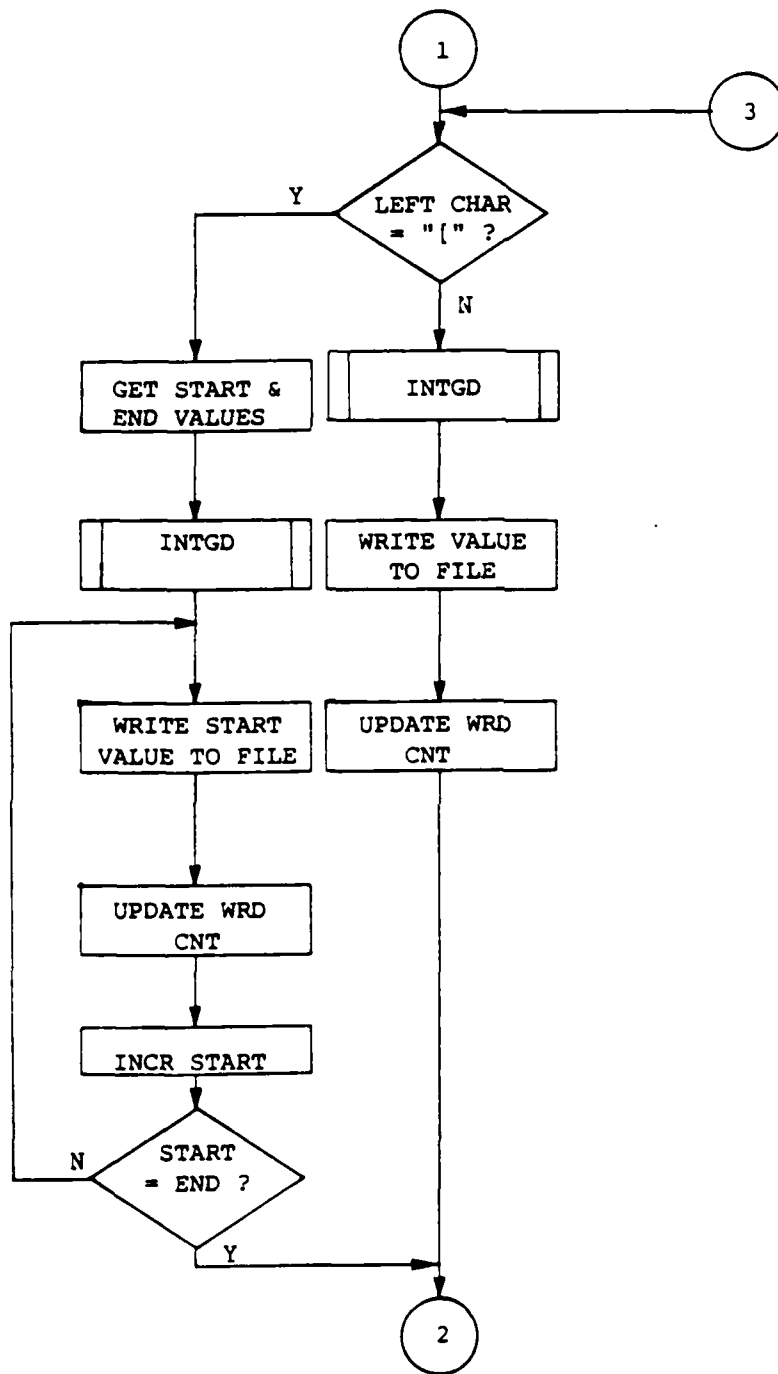 1
3
LEFT CHAR
= "[" ?
Y
N
GET START &
END VALUES
INTGD
INTGD
WRITE VALUE
TO FILE
WRITE START
VALUE TO FILE
UPDATE WRD
CNT
UPDATE WRD
CNT
INCR START
START
= END ?
N
Y
2